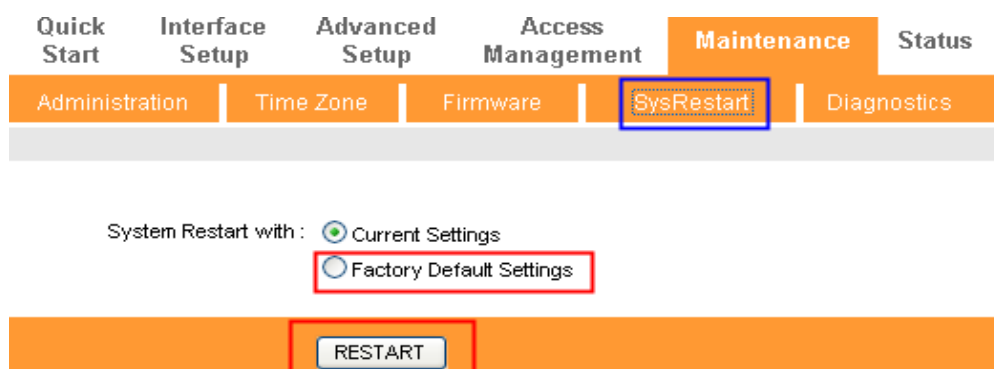 Quick Start Interface Setup Advanced Setup Access Management Maintenance Status
Administration Time Zone Firmware SysRestart Diagnostics
System Restart with : Current Settings
Factory Default Settings
RESTART